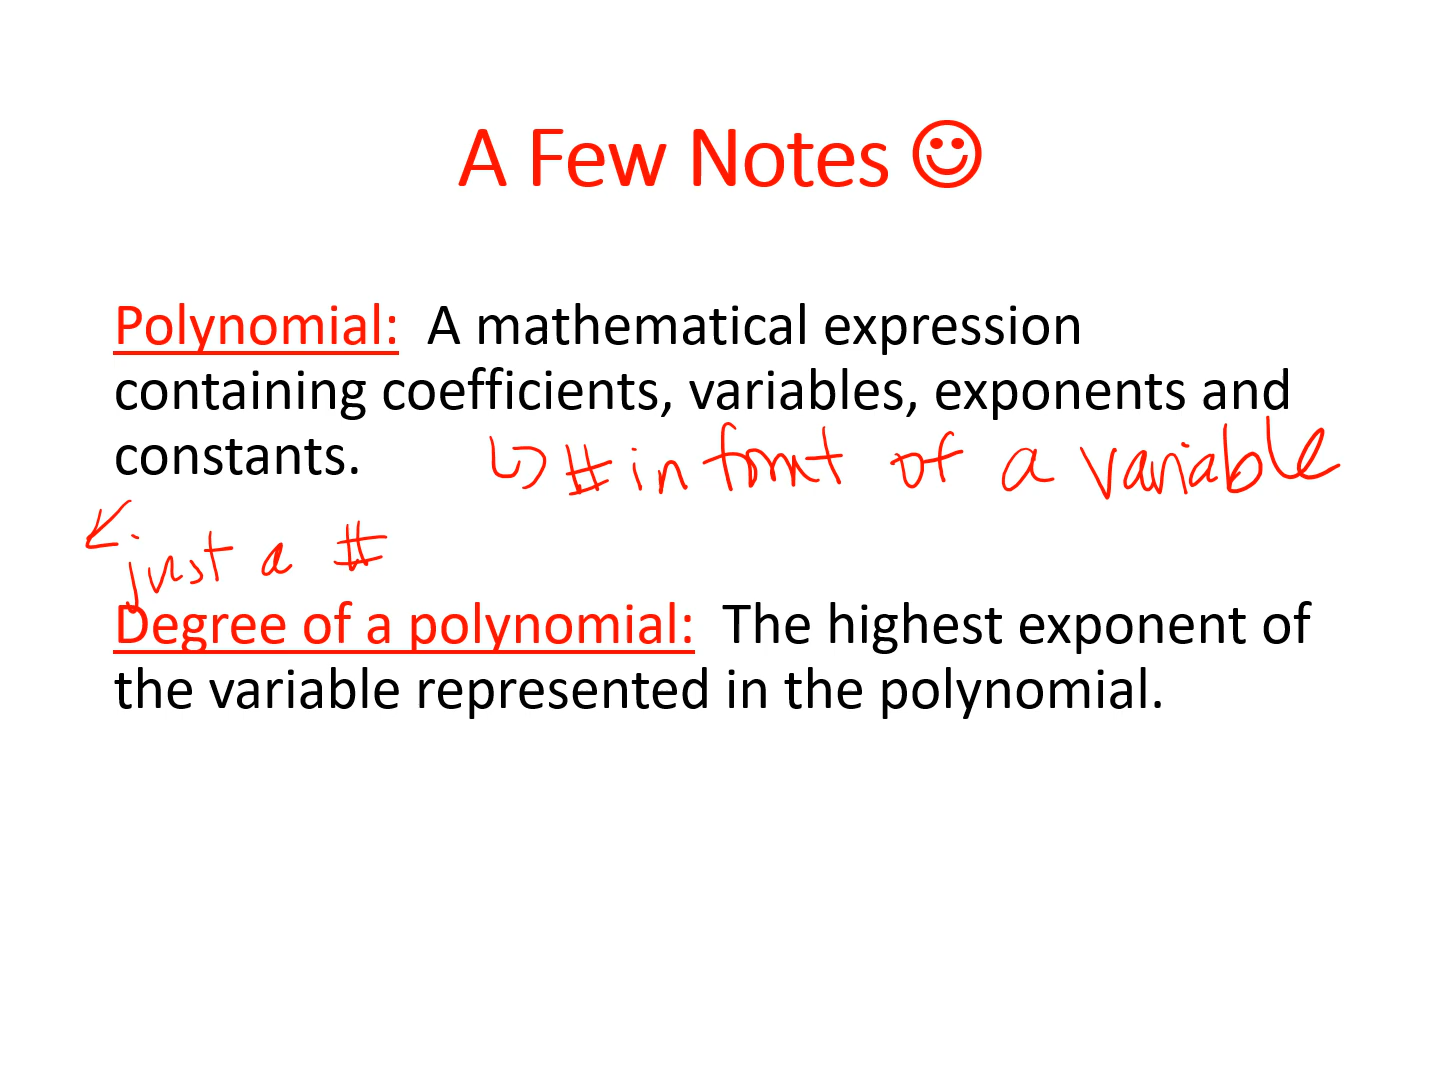 A Few Notes ☺
Polynomial: A mathematical expression
containing coefficients, variables, exponents and
constants.
↳ # in front of a variable
↙ just a #
Degree of a polynomial: The highest exponent of
the variable represented in the polynomial.